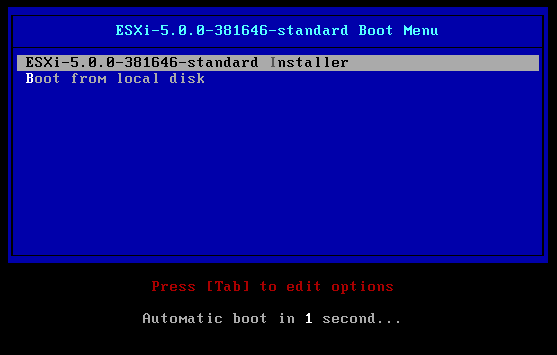 ESXi-5.0.0-381646-standard Boot Menu
ESXi-5.0.0-381646-standard Installer
Boot from local disk
Press [Tab] to edit options
Automatic boot in 1 second...